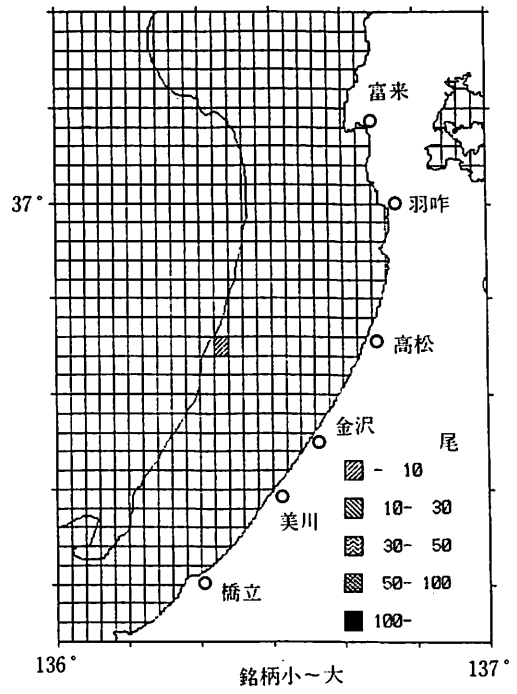 富来
37°
羽咋
高松
金沢
尾
- 10
美川
10- 30
30- 50
50-100
橋立
100-
136°
137°
銘柄小～大